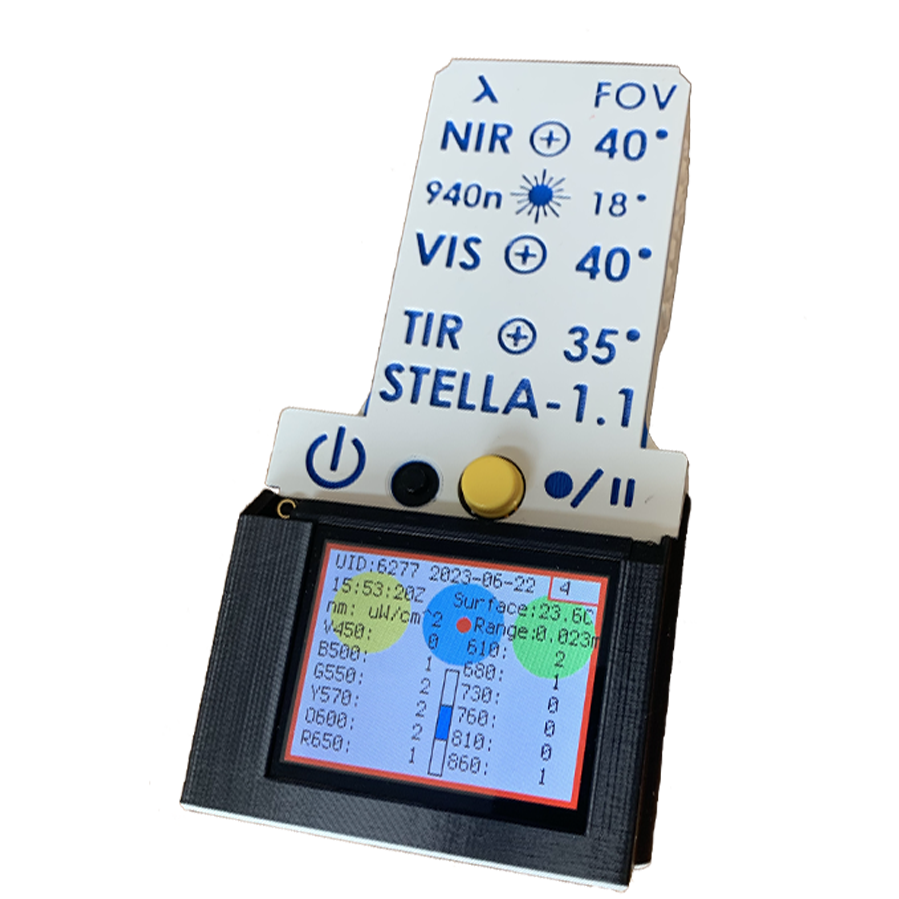 λ FOV
NIR 40°
940n 18°
VIS 40°
TIR 35°
STELLA-1.1
UID:6277 2023-06-22 4
15:53:20Z Surface:23.6C
nm: uW/cm^2 Range:0.023m
V450: 0 610: 2
B500: 1 680: 1
G550: 2 730: 0
Y570: 2 760: 0
O600: 2 810: 0
R650: 1 860: 1